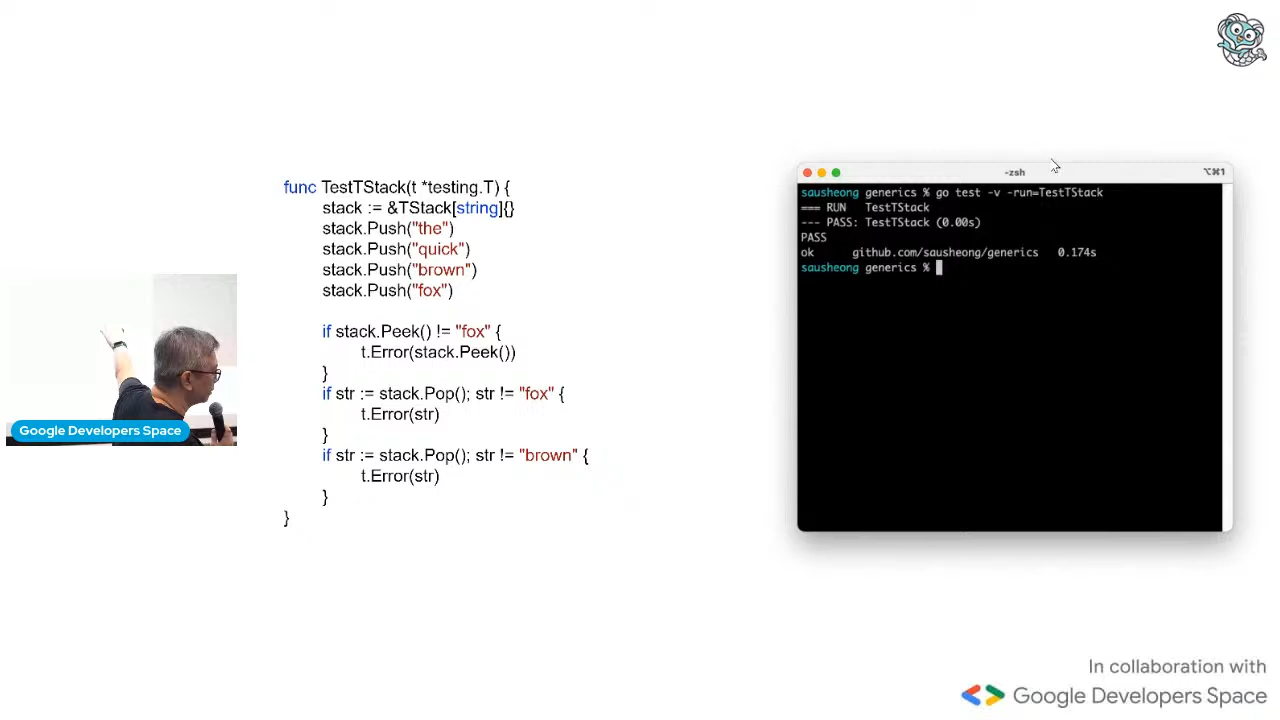 func TestTStack(t *testing.T) {
stack := &TStack[string]{}
stack.Push("the")
stack.Push("quick")
stack.Push("brown")
stack.Push("fox")
if stack.Peek() != "fox" {
t.Error(stack.Peek())
}
if str := stack.Pop(); str != "fox" {
t.Error(str)
}
if str := stack.Pop(); str != "brown" {
t.Error(str)
}
}
-zsh
⌥⌘1
sausheong generics % go test -v -run=TestTStack
=== RUN   TestTStack
--- PASS: TestTStack (0.00s)
PASS
ok      github.com/sausheong/generics   0.174s
sausheong generics %
Google Developers Space
In collaboration with
Google Developers Space